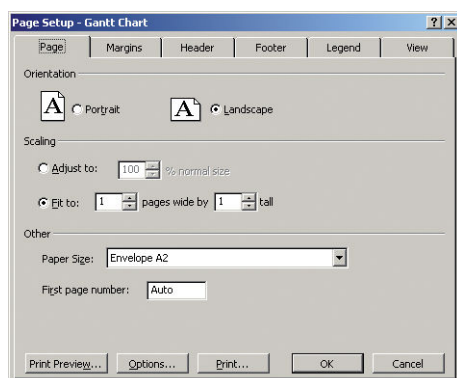 Page Setup - Gantt Chart
Page Margins Header Footer Legend View
Orientation
A Portrait A Landscape
Scaling
Adjust to: 100 % normal size
Fit to: 1 pages wide by 1 tall
Other
Paper Size: Envelope A2
First page number: Auto
Print Preview... Options... Print... OK Cancel